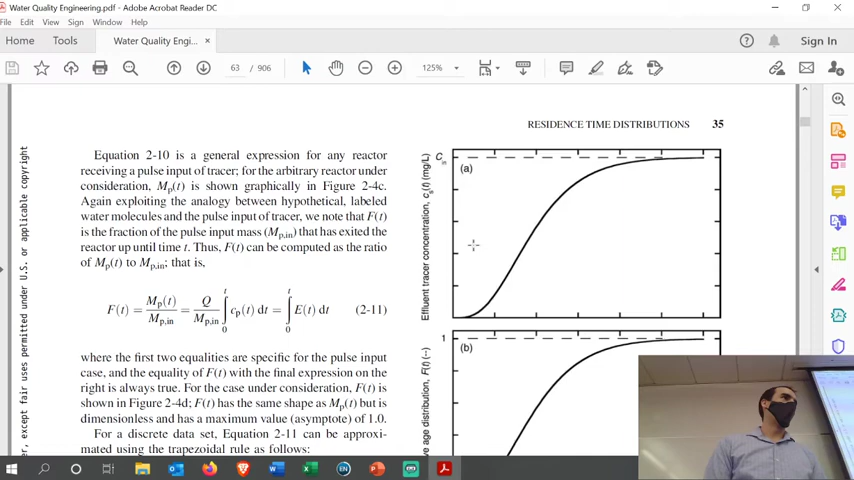 Water Quality Engineering.pdf - Adobe Acrobat Reader DC
File Edit View Sign Window Help
Home Tools Water Quality Engi... × Sign In
63 / 906 125%
RESIDENCE TIME DISTRIBUTIONS 35
Equation 2-10 is a general expression for any reactor
receiving a pulse input of tracer; for the arbitrary reactor under
consideration, Mp(t) is shown graphically in Figure 2-4c.
Again exploiting the analogy between hypothetical, labeled
water molecules and the pulse input of tracer, we note that F(t)
is the fraction of the pulse input mass (Mp,in) that has exited the
reactor up until time t. Thus, F(t) can be computed as the ratio
of Mp(t) to Mp,in; that is,
F(t) = Mp(t)/Mp,in = Q/Mp,in ∫0t cp(t) dt = ∫0t E(t) dt (2-11)
where the first two equalities are specific for the pulse input
case, and the equality of F(t) with the final expression on the
right is always true. For the case under consideration, F(t) is
shown in Figure 2-4d; F(t) has the same shape as Mp(t) but is
dimensionless and has a maximum value (asymptote) of 1.0.
For a discrete data set, Equation 2-11 can be approxi-
mated using the trapezoidal rule as follows:
er, except fair uses permitted under U.S. or applicable copyright
Cin
(a)
Effluent tracer concentration, cs(t) (mg/L)
1
(b)
ve age distribution, F(t) (--)